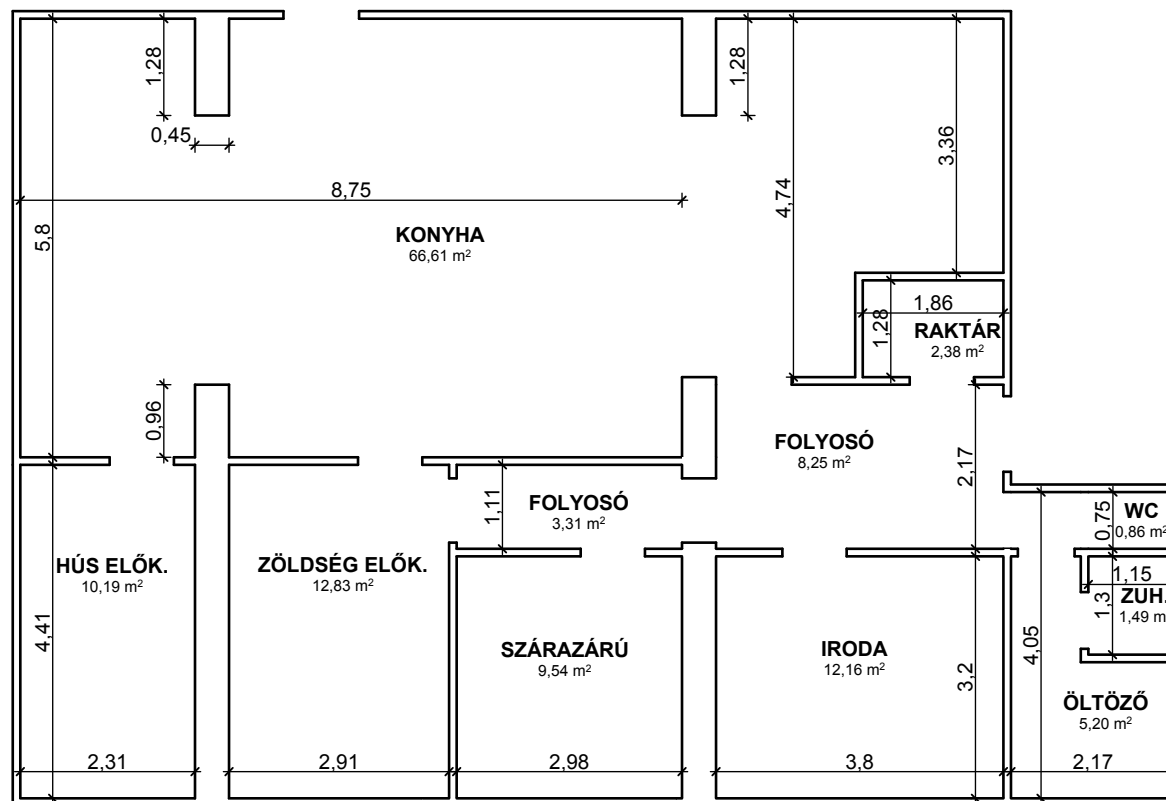 1,28
1,28
0,45
3,36
8,75
4,74
5,8
KONYHA
66,61 m²
1,28
1,86
RAKTÁR
2,38 m²
0,96
FOLYOSÓ
8,25 m²
2,17
1,11
FOLYOSÓ
3,31 m²
0,75
WC
0,86 m²
HÚS ELŐK.
10,19 m²
ZÖLDSÉG ELŐK.
12,83 m²
1,15
1,3
ZUH.
1,49 m
4,41
SZÁRAZÁRÚ
9,54 m²
IRODA
12,16 m²
3,2
4,05
ÖLTÖZŐ
5,20 m²
2,31
2,91
2,98
3,8
2,17